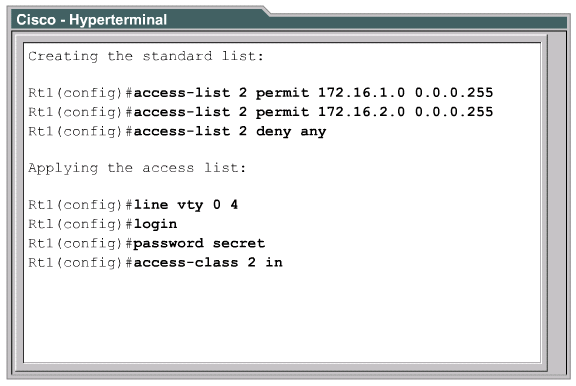 Cisco - Hyperterminal
Creating the standard list:
Rt1(config)#access-list 2 permit 172.16.1.0 0.0.0.255
Rt1(config)#access-list 2 permit 172.16.2.0 0.0.0.255
Rt1(config)#access-list 2 deny any
Applying the access list:
Rt1(config)#line vty 0 4
Rt1(config)#login
Rt1(config)#password secret
Rt1(config)#access-class 2 in